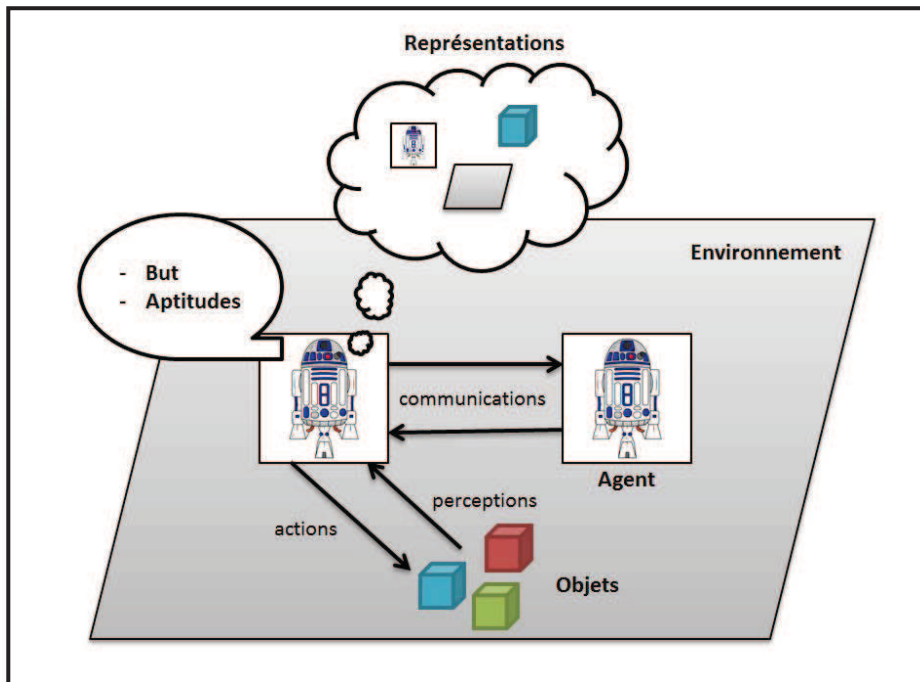 Représentations
Environnement
- But
- Aptitudes
communications
Agent
perceptions
actions
Objets